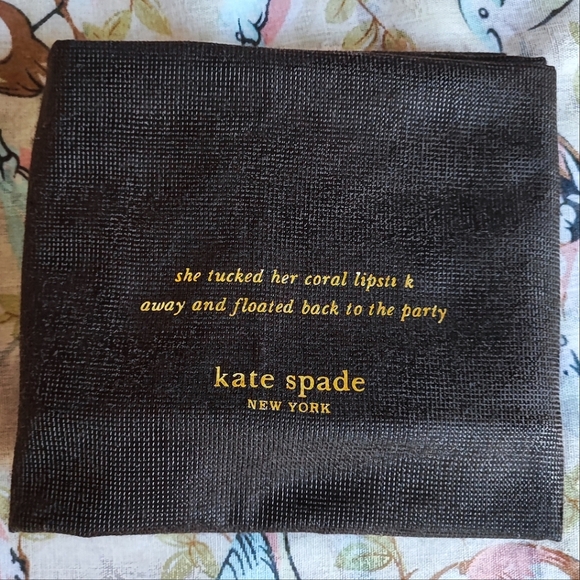 she tucked her coral lipsti k
away and floated back to the party
kate spade
NEW YORK